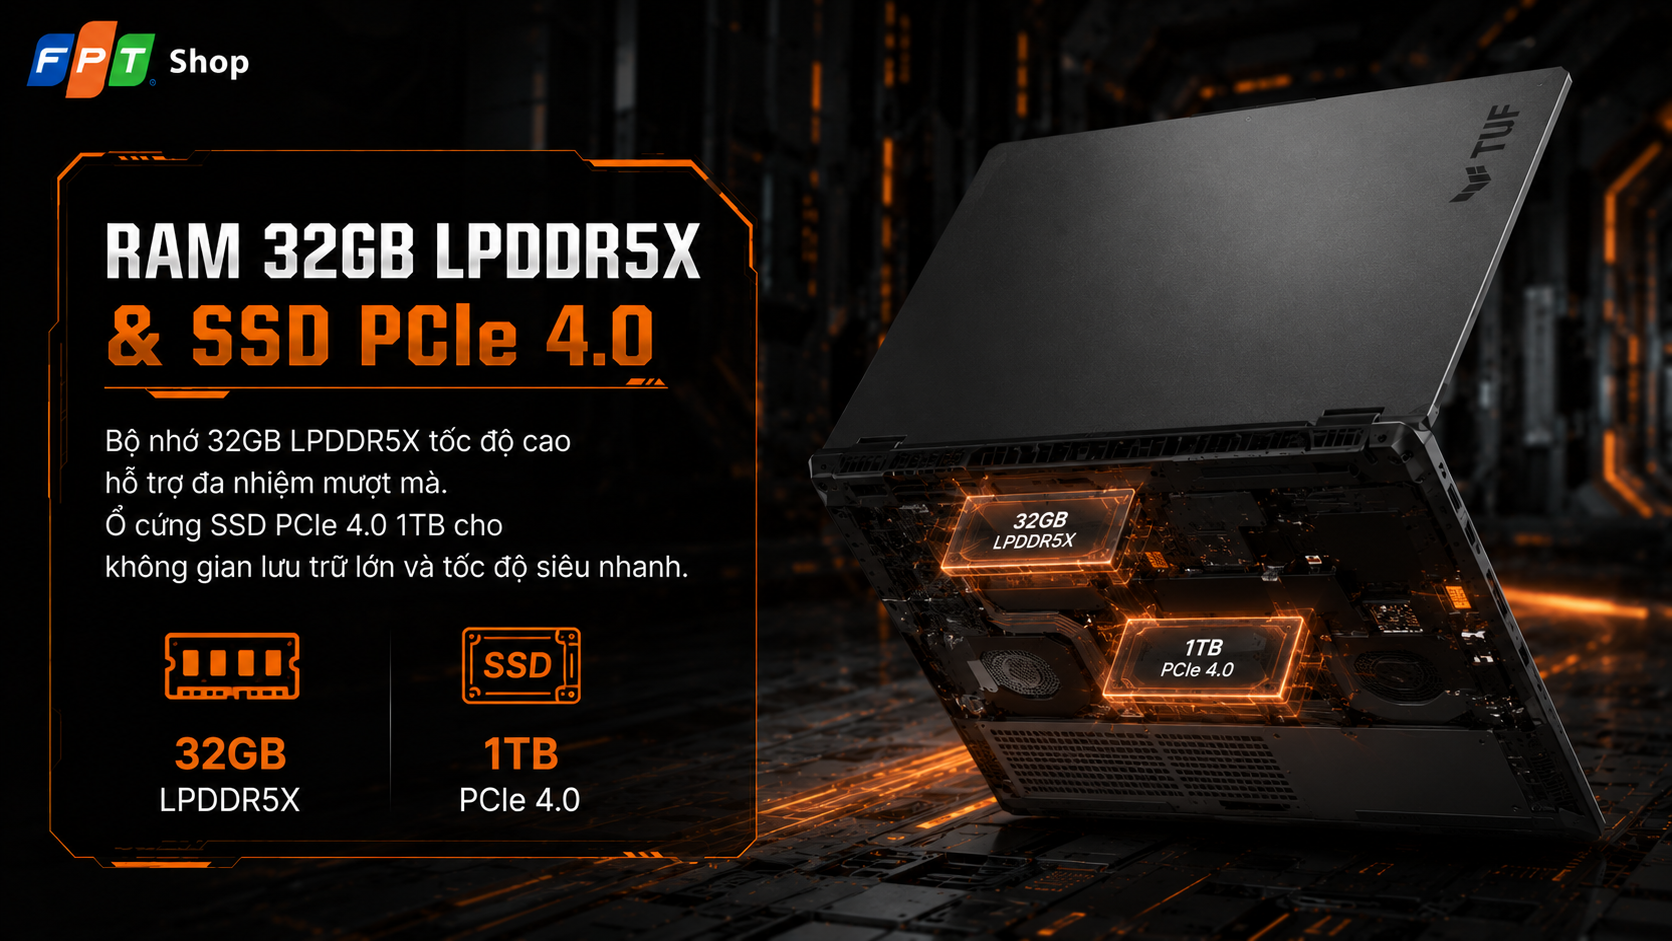 FPT Shop
TUF
RAM 32GB LPDDR5X
& SSD PCIe 4.0
Bộ nhớ 32GB LPDDR5X tốc độ cao
hỗ trợ đa nhiệm mượt mà.
Ổ cứng SSD PCIe 4.0 1TB cho
không gian lưu trữ lớn và tốc độ siêu nhanh.
32GB
LPDDR5X
1TB
PCIe 4.0
SSD
32GB
LPDDR5X
1TB
PCIe 4.0